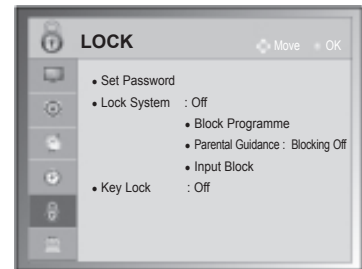 LOCK
Move OK
• Set Password
• Lock System : Off
• Block Programme
• Parental Guidance : Blocking Off
• Input Block
• Key Lock : Off